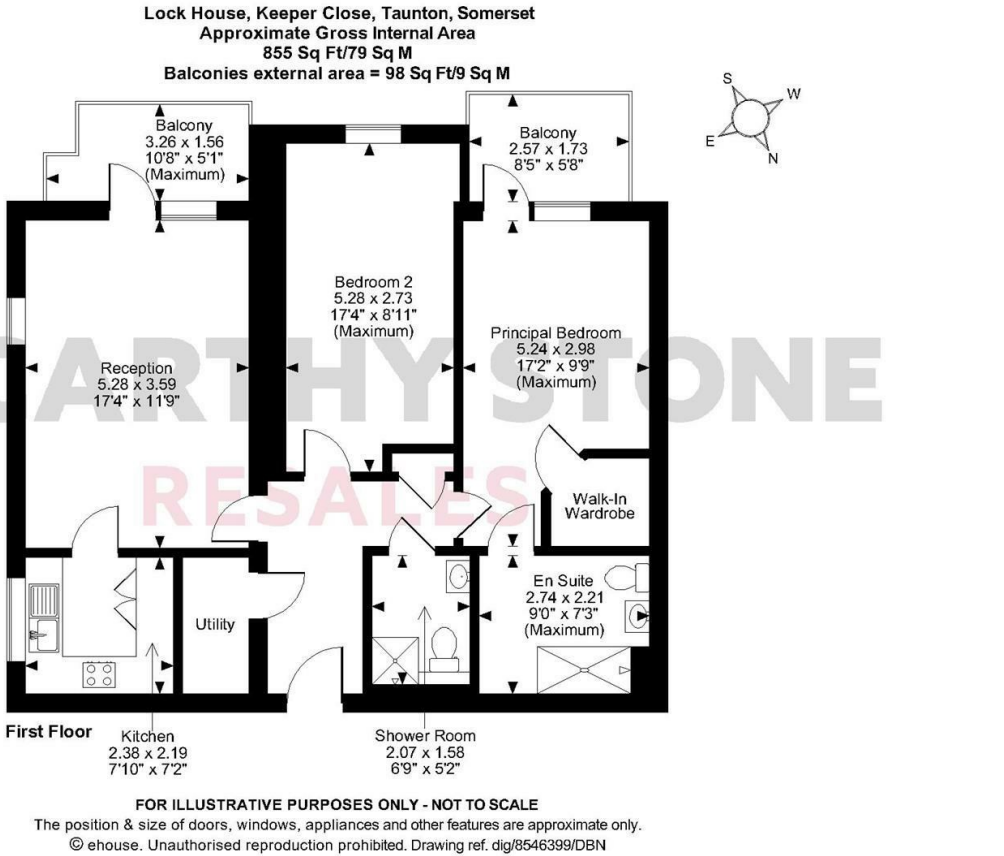 Lock House, Keeper Close, Taunton, Somerset
Approximate Gross Internal Area
855 Sq Ft/79 Sq M
Balconies external area = 98 Sq Ft/9 Sq M
S
W
E
N
Balcony
3.26 x 1.56
10'8" x 5'1"
(Maximum)
Balcony
2.57 x 1.73
8'5" x 5'8"
Bedroom 2
5.28 x 2.73
17'4" x 8'11"
(Maximum)
Principal Bedroom
5.24 x 2.98
17'2" x 9'9"
(Maximum)
Reception
5.28 x 3.59
17'4" x 11'9"
CARTHY STONE
RESALES
Walk-In
Wardrobe
En Suite
2.74 x 2.21
9'0" x 7'3"
(Maximum)
Utility
First Floor
Kitchen
2.38 x 2.19
7'10" x 7'2"
Shower Room
2.07 x 1.58
6'9" x 5'2"
FOR ILLUSTRATIVE PURPOSES ONLY - NOT TO SCALE
The position & size of doors, windows, appliances and other features are approximate only.
© ehouse. Unauthorised reproduction prohibited. Drawing ref. dig/8546399/DBN